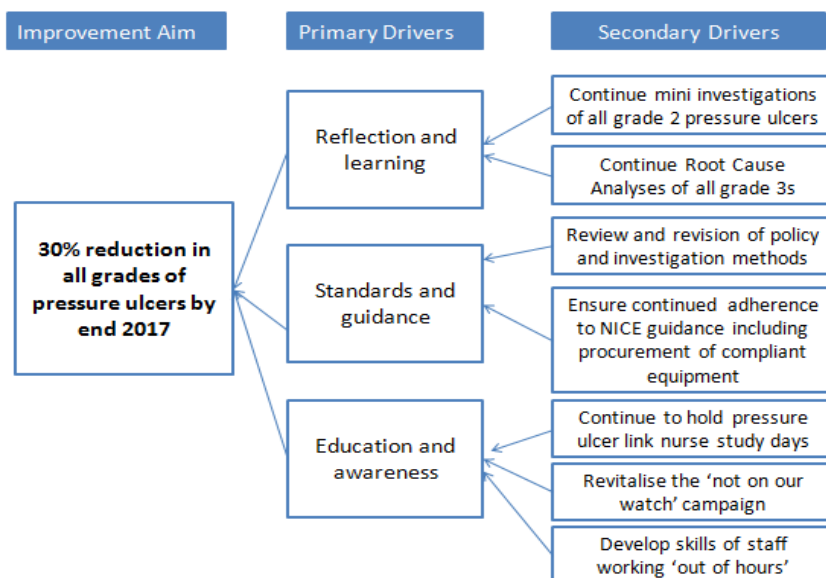 Improvement Aim
Primary Drivers
Secondary Drivers
30% reduction in
all grades of
pressure ulcers by
end 2017
Reflection and
learning
Standards and
guidance
Education and
awareness
Continue mini investigations
of all grade 2 pressure ulcers
Continue Root Cause
Analyses of all grade 3s
Review and revision of policy
and investigation methods
Ensure continued adherence
to NICE guidance including
procurement of compliant
equipment
Continue to hold pressure
ulcer link nurse study days
Revitalise the ‘not on our
watch’ campaign
Develop skills of staff
working ‘out of hours’